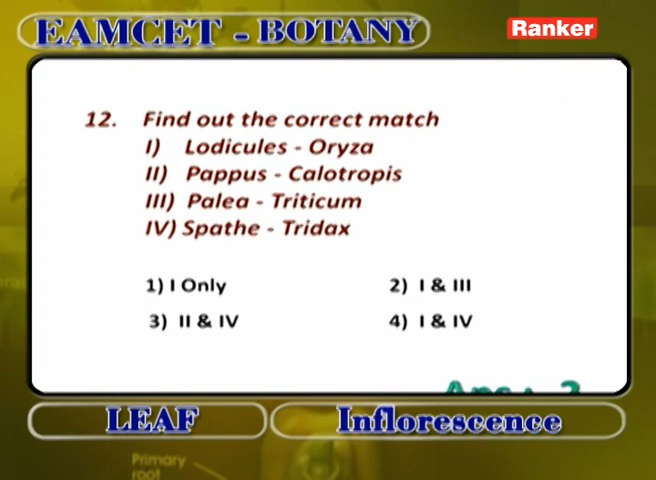 EAMCET - BOTANY
Ranker
12. Find out the correct match
I) Lodicules - Oryza
II) Pappus - Calotropis
III) Palea - Triticum
IV) Spathe - Tridax
1) I Only
2) I & III
3) II & IV
4) I & IV
LEAF
Inflorescence
Primary
root